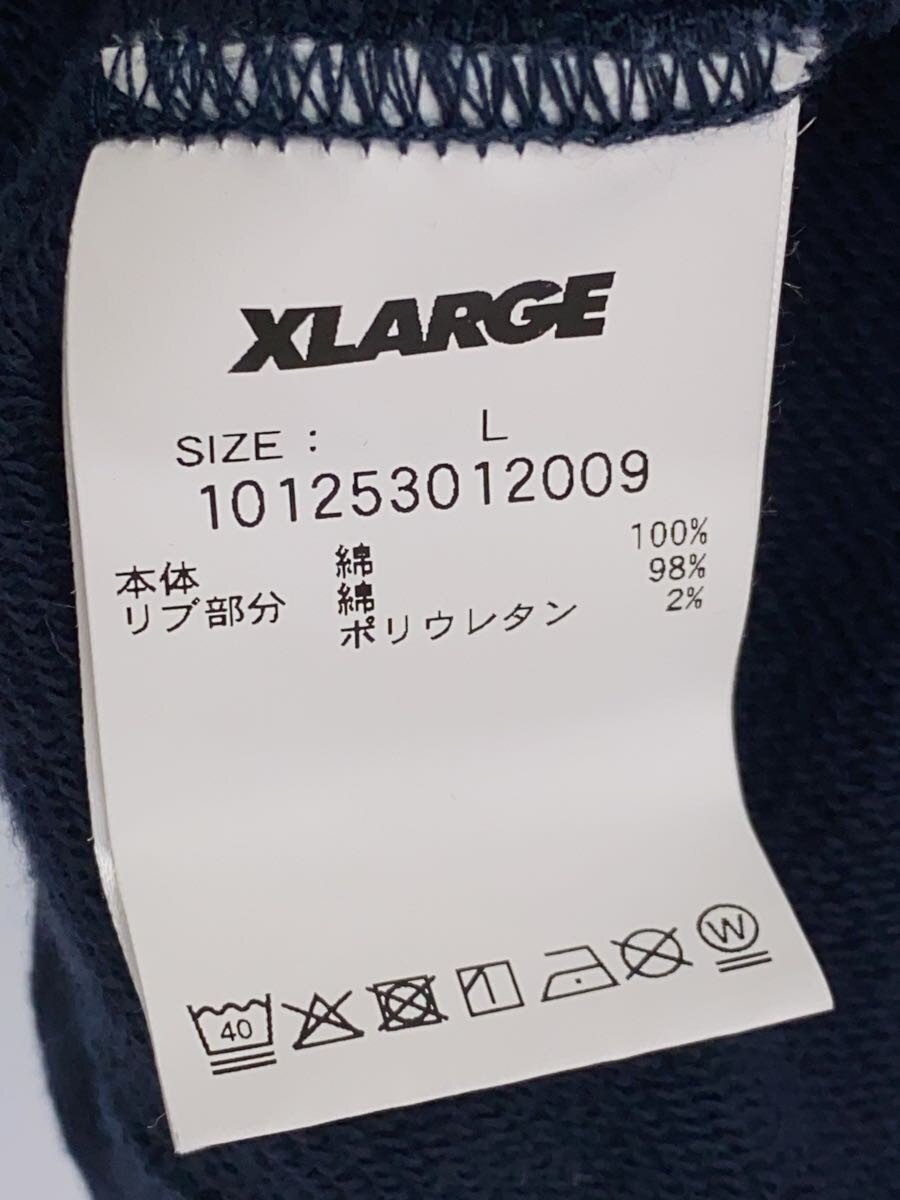 XLARGE
SIZE : L
101253012009
本体 綿 100%
リブ部分 綿 98%
ポリウレタン 2%
40
W